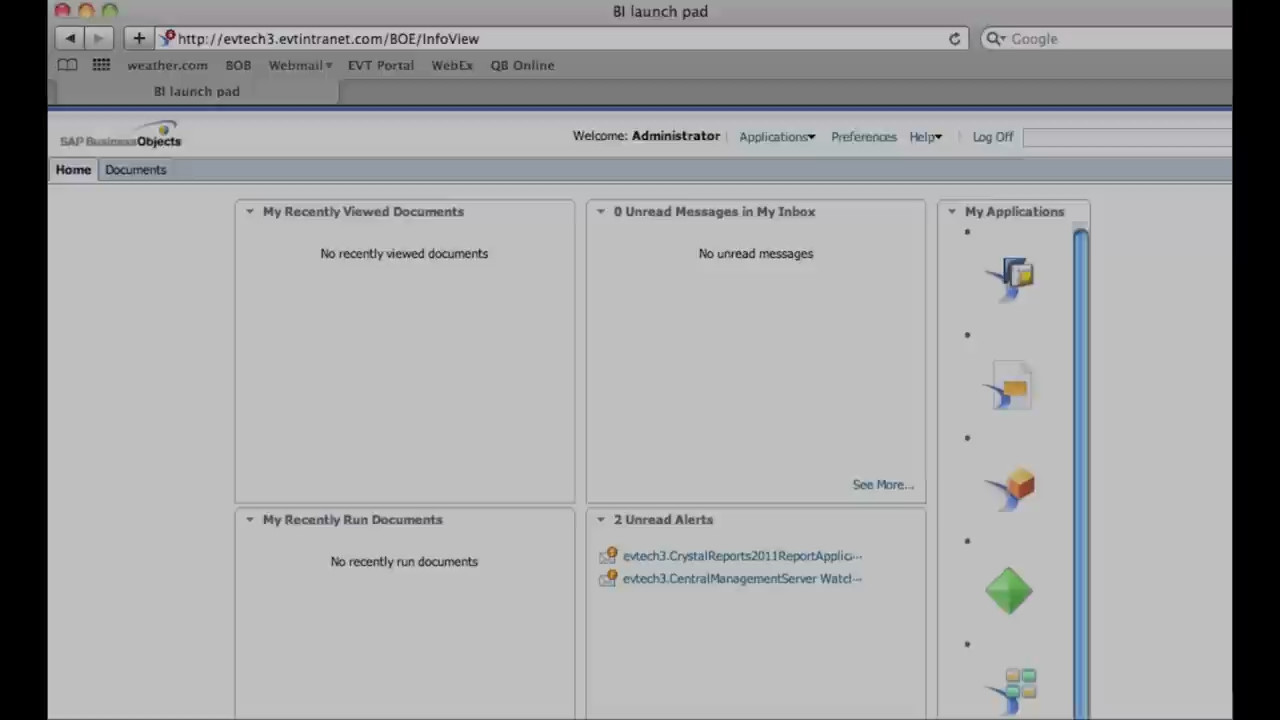 BI launch pad
http://evtech3.evtintranet.com/BOE/InfoView
Google
weather.com BOB Webmail EVT Portal WebEx QB Online
BI launch pad
SAP BusinessObjects
Welcome: Administrator Applications Preferences Help Log Off
Home Documents
My Recently Viewed Documents
No recently viewed documents
0 Unread Messages in My Inbox
No unread messages
See More...
My Applications
My Recently Run Documents
No recently run documents
2 Unread Alerts
evtech3.CrystalReports2011ReportApplic...
evtech3.CentralManagementServer Watcl...